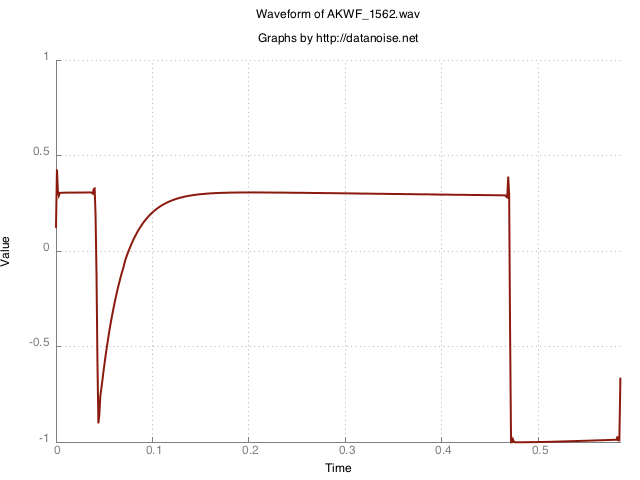 Waveform of AKWF_1562.wav
Graphs by http://datanoise.net
1
0.5
0
-0.5
-1
Value
0 0.1 0.2 0.3 0.4 0.5
Time